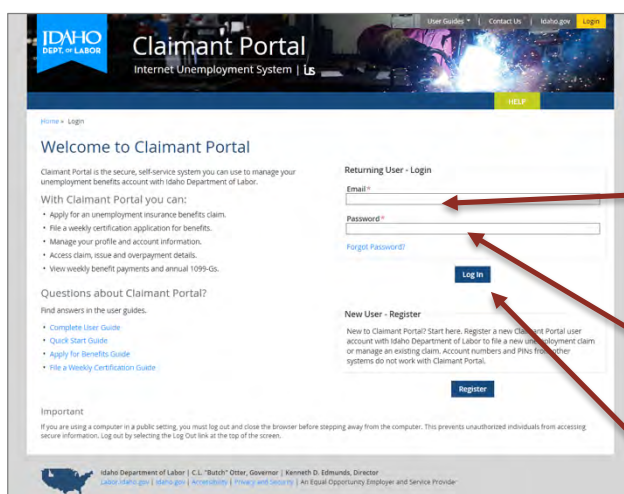 IDAHO
DEPT. OF LABOR
User Guides | Contact Us | Idaho.gov Login
Claimant Portal
Internet Unemployment System | iUS
HELP
Home » Login
Welcome to Claimant Portal
Claimant Portal is the secure, self-service system you can use to manage your
unemployment benefits account with Idaho Department of Labor.
With Claimant Portal you can:
• Apply for an unemployment insurance benefits claim.
• File a weekly certification application for benefits.
• Manage your profile and account information.
• Access claim, issue and overpayment details.
• View weekly benefit payments and annual 1099-Gs.
Questions about Claimant Portal?
Find answers in the user guides.
• Complete User Guide
• Quick Start Guide
• Apply for Benefits Guide
• File a Weekly Certification Guide
Returning User - Login
Email *
Password *
Forgot Password?
Log In
New User - Register
New to Claimant Portal? Start here. Register a new Claimant Portal user
account with Idaho Department of Labor to file a new unemployment claim
or manage an existing claim. Account numbers and PINs from other
systems do not work with Claimant Portal.
Register
Important
If you are using a computer in a public setting, you must log out and close the browser before stepping away from the computer. This prevents unauthorized individuals from accessing
secure information. Log out by selecting the Log Out link at the top of the screen.
Idaho Department of Labor | C.L. "Butch" Otter, Governor | Kenneth D. Edmunds, Director
Labor.Idaho.gov | Idaho.gov | Accessibility | Privacy and Security | An Equal Opportunity Employer and Service Provider